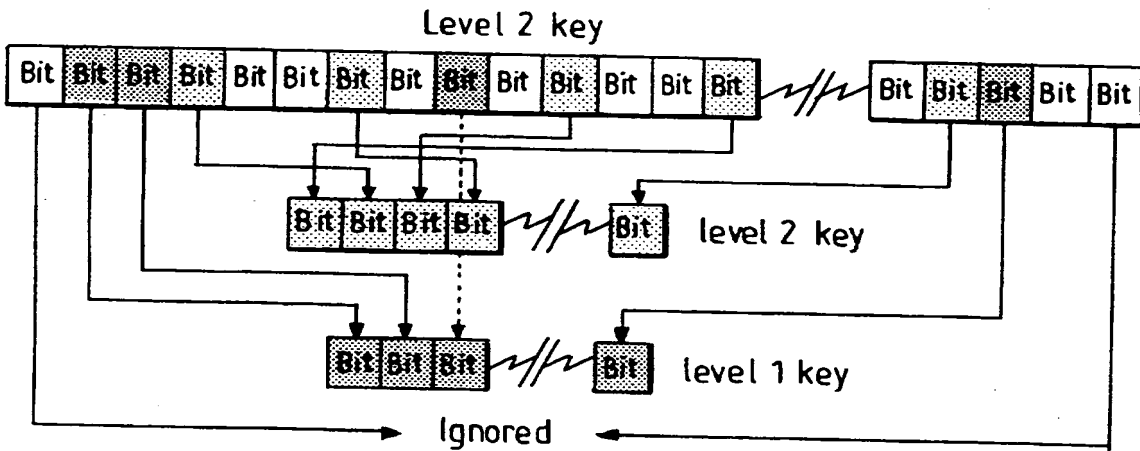 Level 2 key
Bit Bit Bit Bit Bit Bit Bit Bit Bit Bit Bit Bit Bit Bit Bit Bit Bit Bit Bit
Bit Bit Bit Bit Bit level 2 key
Bit Bit Bit Bit level 1 key
Ignored